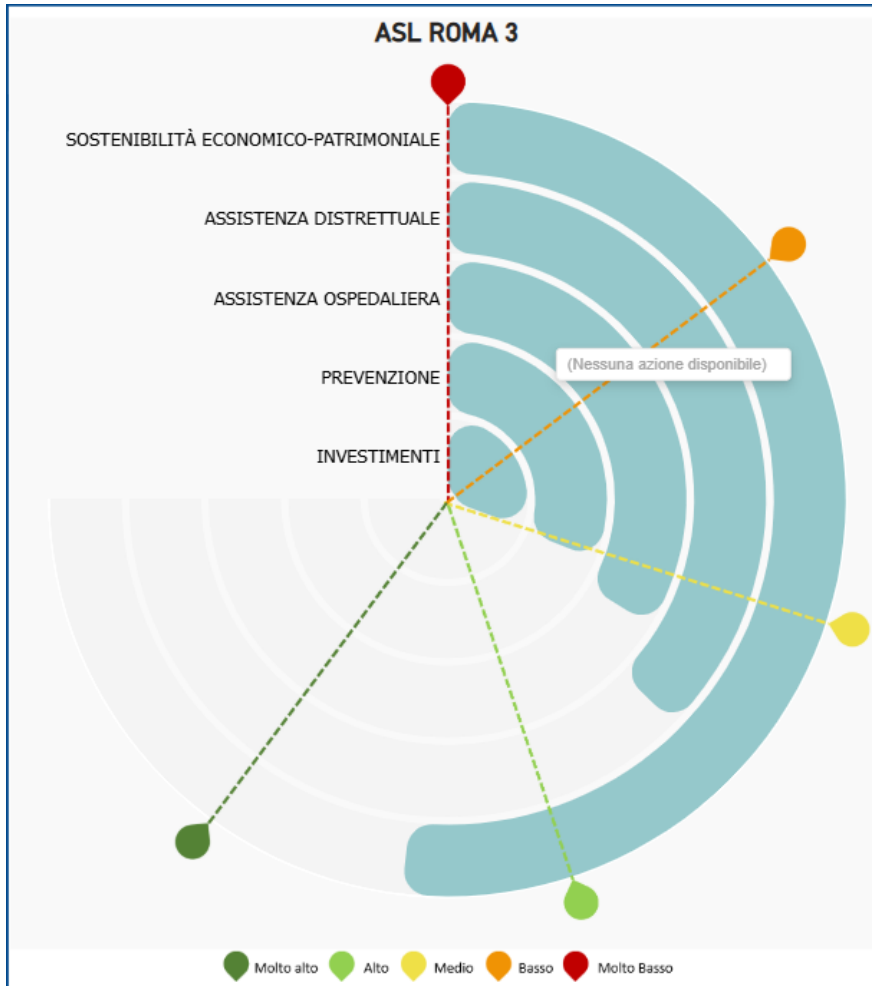 ASL ROMA 3
SOSTENIBILITÀ ECONOMICO-PATRIMONIALE
ASSISTENZA DISTRETTUALE
ASSISTENZA OSPEDALIERA
(Nessuna azione disponibile)
PREVENZIONE
INVESTIMENTI
Molto alto Alto Medio Basso Molto Basso